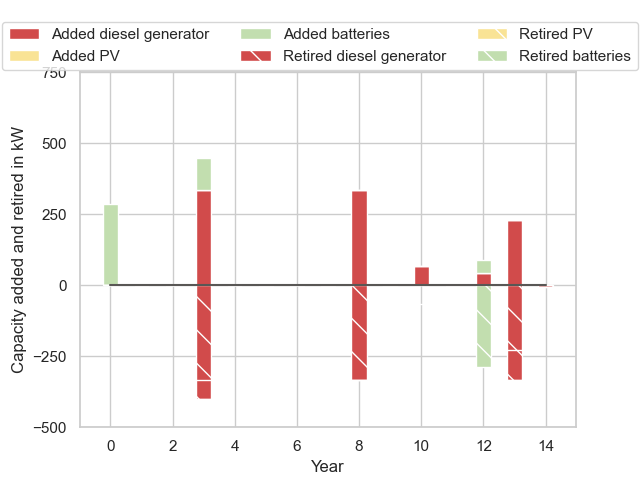 Added diesel generator
Added PV
Added batteries
Retired diesel generator
Retired PV
Retired batteries
750
500
250
0
−250
−500
Capacity added and retired in kW
0 2 4 6 8 10 12 14
Year